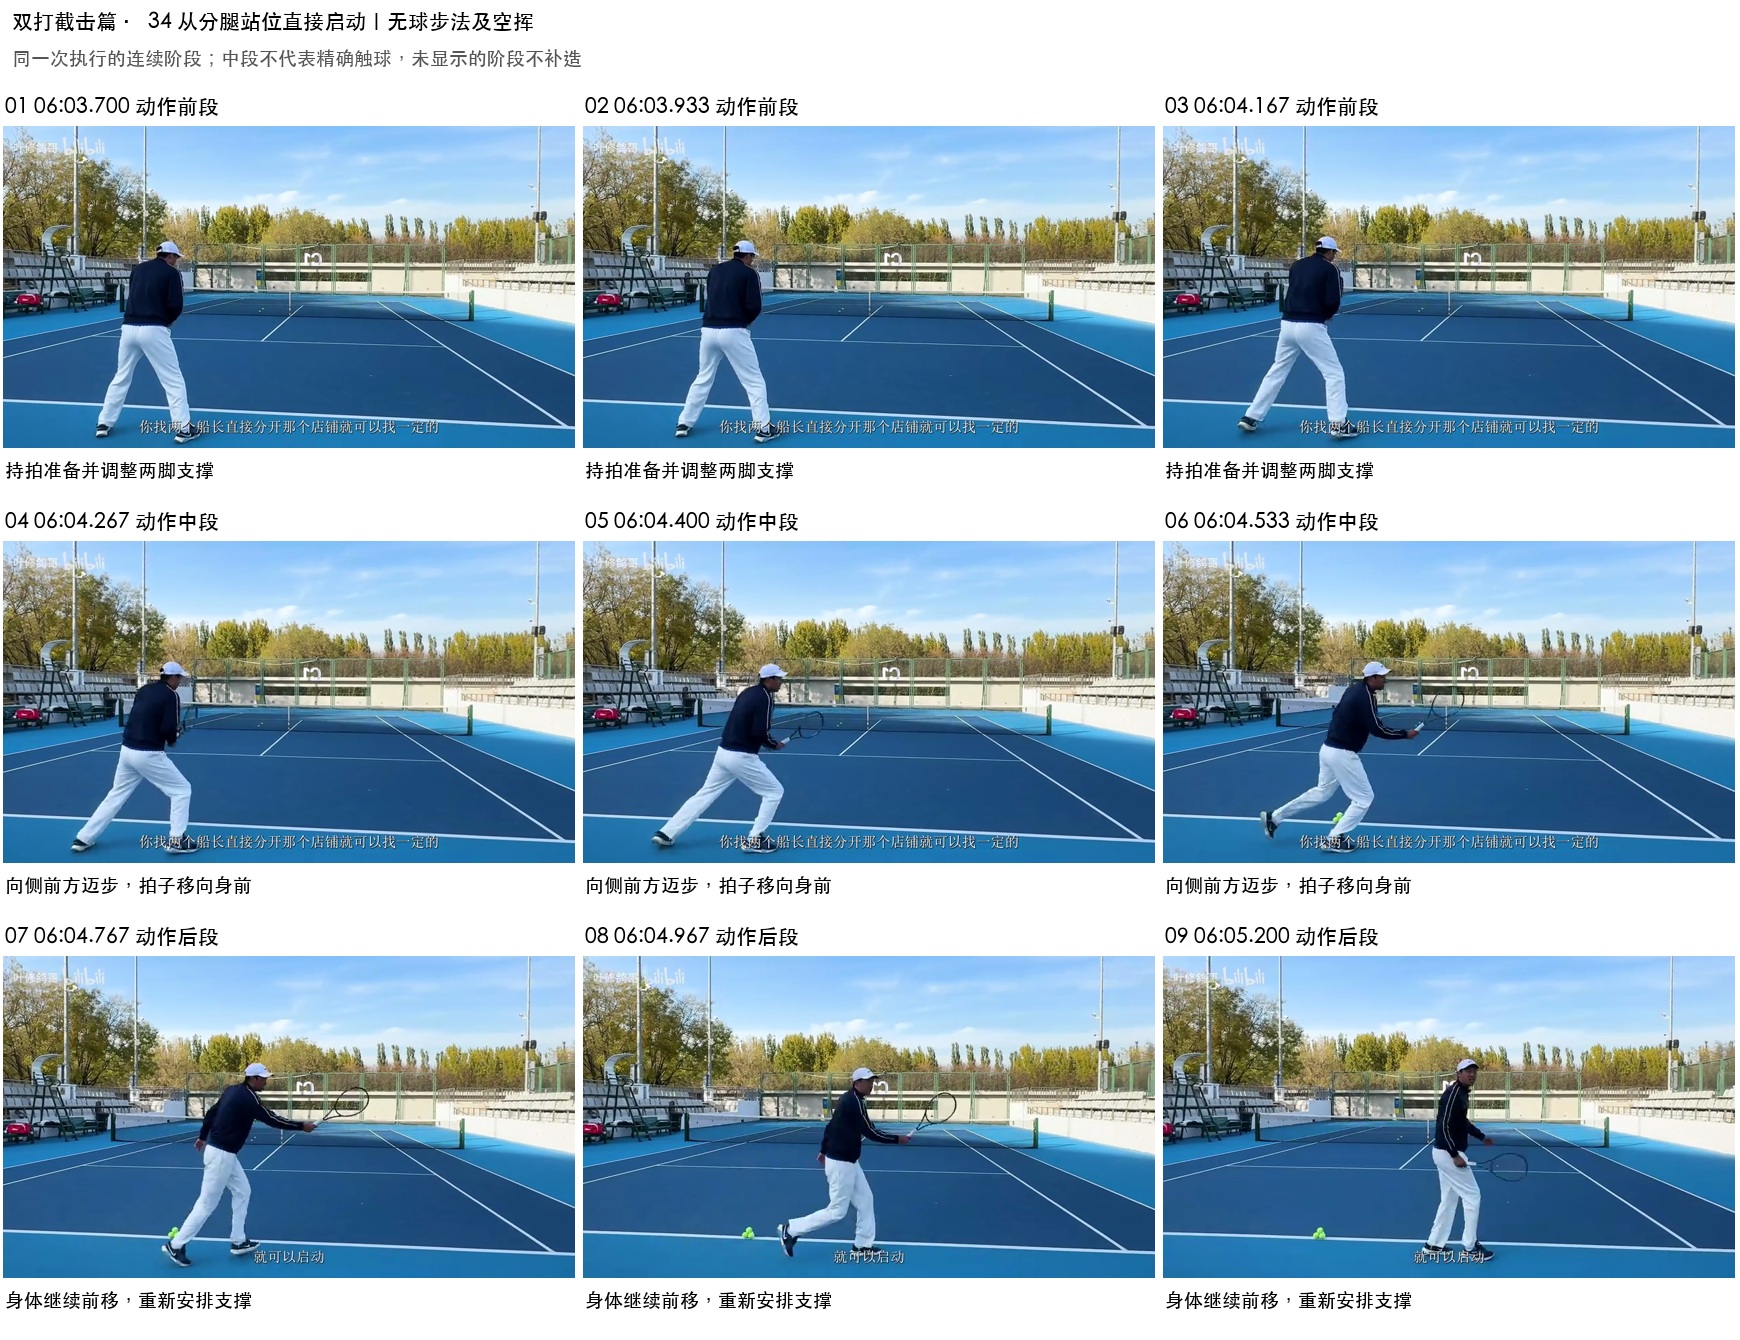 双打截击篇· 34 从分腿站位直接启动丨无球步法及空挥
同一次执行的连续阶段；中段不代表精确触球，未显示的阶段不补造
01 06:03.700 动作前段
02 06:03.933 动作前段
03 06:04.167 动作前段
bilibili
bilibili
bilibili
你找两个船长直接分开那个店铺就可以找一定的
你找两个船长直接分开那个店铺就可以找一定的
你找两个船长直接分开那个店铺就可以找一定的
持拍准备并调整两脚支撑
持拍准备并调整两脚支撑
持拍准备并调整两脚支撑
04 06:04.267 动作中段
05 06:04.400 动作中段
06 06:04.533 动作中段
bilibili
bilibili
bilibili
你找两个船长直接分开那个店铺就可以找一定的
你找两个船长直接分开那个店铺就可以找一定的
你找两个船长直接分开那个店铺就可以找一定的
向侧前方迈步，拍子移向身前
向侧前方迈步，拍子移向身前
向侧前方迈步，拍子移向身前
07 06:04.767 动作后段
08 06:04.967 动作后段
09 06:05.200 动作后段
bilibili
bilibili
bilibili
就可以启动
就可以启动
就可以启动
身体继续前移，重新安排支撑
身体继续前移，重新安排支撑
身体继续前移，重新安排支撑